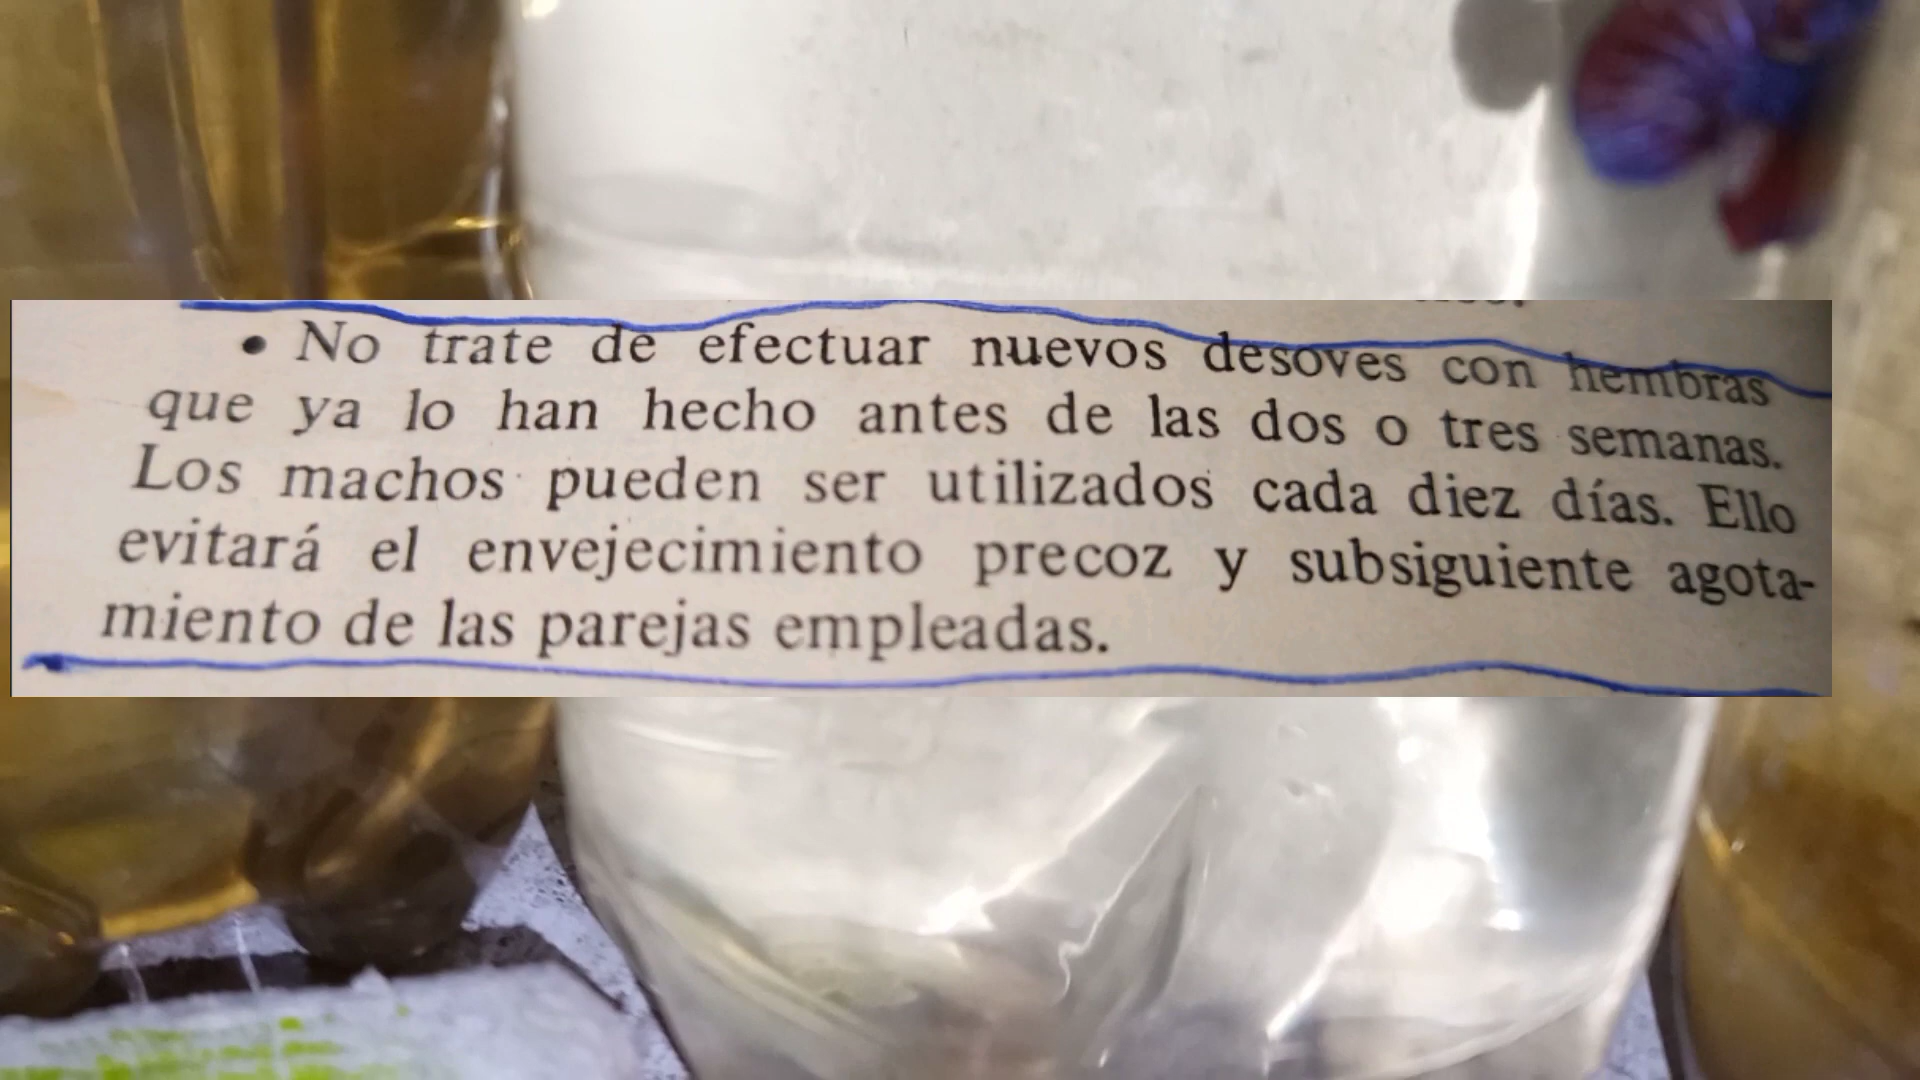 • No trate de efectuar nuevos desoves con hembras
que ya lo han hecho antes de las dos o tres semanas.
Los machos pueden ser utilizados cada diez días. Ello
evitará el envejecimiento precoz y subsiguiente agota-
miento de las parejas empleadas.